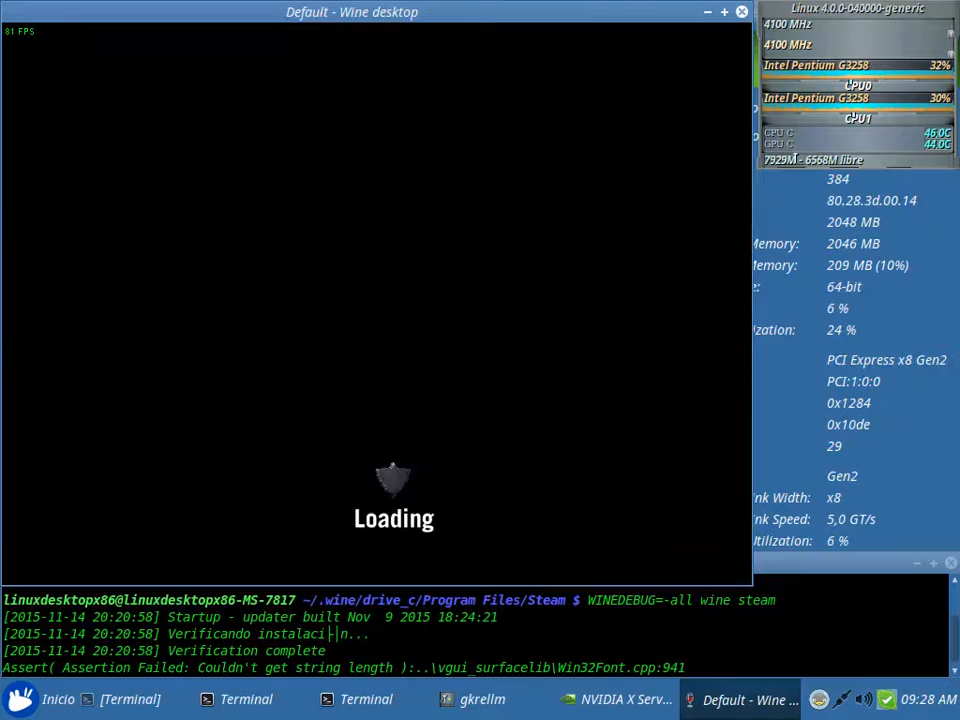 Default - Wine desktop
81 FPS
Loading
Linux 4.0.0-040000-generic
4100 MHz
4100 MHz
Intel Pentium G3258 32%
CPU0
Intel Pentium G3258 30%
CPU1
CPU C 46.0C
GPU C 44.0C
7929M - 6568M libre
384
80.28.3d.00.14
2048 MB
Memory: 2046 MB
emory: 209 MB (10%)
e: 64-bit
6 %
ization: 24 %
PCI Express x8 Gen2
PCI:1:0:0
0x1284
0x10de
29
Gen2
nk Width: x8
nk Speed: 5,0 GT/s
Utilization: 6 %
linuxdesktopx86@linuxdesktopx86-MS-7817 ~/.wine/drive_c/Program Files/Steam $ WINEDEBUG=-all wine steam
[2015-11-14 20:20:58] Startup - updater built Nov  9 2015 18:24:21
[2015-11-14 20:20:58] Verificando instalaci├│n...
[2015-11-14 20:20:58] Verification complete
Assert( Assertion Failed: Couldn't get string length ):..\vgui_surfacelib\Win32Font.cpp:941
Inicio [Terminal] Terminal Terminal gkrellm NVIDIA X Serv... Default - Wine ... 09:28 AM